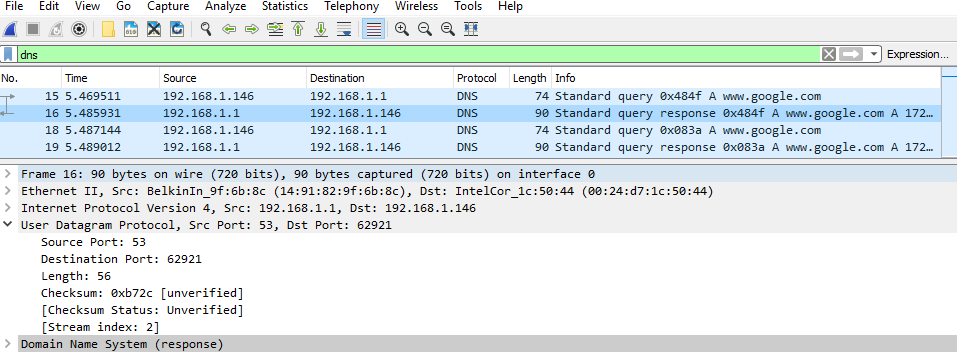 File Edit View Go Capture Analyze Statistics Telephony Wireless Tools Help
dns Expression...
No. Time Source Destination Protocol Length Info
15 5.469511 192.168.1.146 192.168.1.1 DNS 74 Standard query 0x484f A www.google.com
16 5.485931 192.168.1.1 192.168.1.146 DNS 90 Standard query response 0x484f A www.google.com A 172...
18 5.487144 192.168.1.146 192.168.1.1 DNS 74 Standard query 0x083a A www.google.com
19 5.489012 192.168.1.1 192.168.1.146 DNS 90 Standard query response 0x083a A www.google.com A 172...
Frame 16: 90 bytes on wire (720 bits), 90 bytes captured (720 bits) on interface 0
Ethernet II, Src: BelkinIn_9f:6b:8c (14:91:82:9f:6b:8c), Dst: IntelCor_1c:50:44 (00:24:d7:1c:50:44)
Internet Protocol Version 4, Src: 192.168.1.1, Dst: 192.168.1.146
User Datagram Protocol, Src Port: 53, Dst Port: 62921
Source Port: 53
Destination Port: 62921
Length: 56
Checksum: 0xb72c [unverified]
[Checksum Status: Unverified]
[Stream index: 2]
Domain Name System (response)